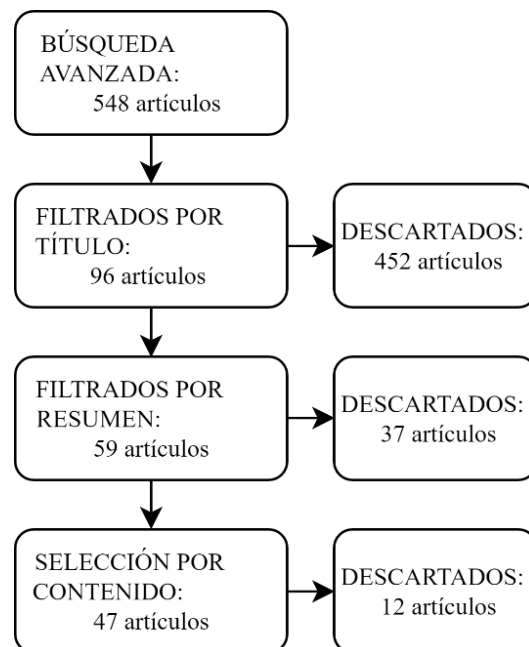 BÚSQUEDA
AVANZADA:
548 artículos
FILTRADOS POR
TÍTULO:
96 artículos
DESCARTADOS:
452 artículos
FILTRADOS POR
RESUMEN:
59 artículos
DESCARTADOS:
37 artículos
SELECCIÓN POR
CONTENIDO:
47 artículos
DESCARTADOS:
12 artículos